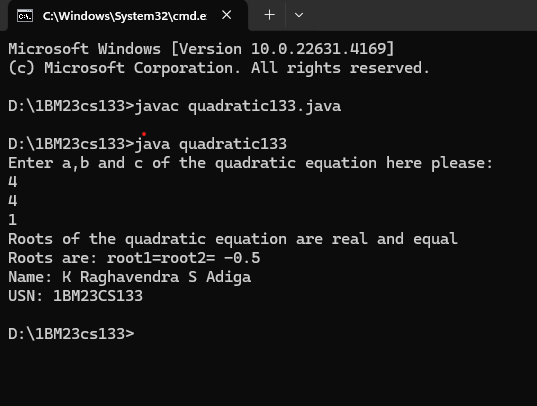 C:\Windows\System32\cmd.e
Microsoft Windows [Version 10.0.22631.4169]
(c) Microsoft Corporation. All rights reserved.
D:\1BM23cs133>javac quadratic133.java
D:\1BM23cs133>java quadratic133
Enter a,b and c of the quadratic equation here please:
4
4
1
Roots of the quadratic equation are real and equal
Roots are: root1=root2= -0.5
Name: K Raghavendra S Adiga
USN: 1BM23CS133
D:\1BM23cs133>